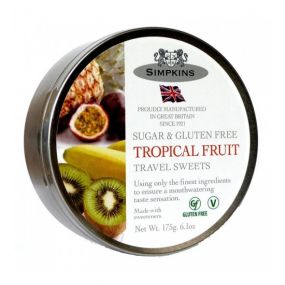 SIMPKINS
PROUDLY MANUFACTURED
IN GREAT BRITAIN
SINCE 1921
SUGAR & GLUTEN FREE
TROPICAL FRUIT
TRAVEL SWEETS
Using only the finest ingredients
to ensure a mouthwatering
taste sensation.
Made with
sweeteners
GLUTEN FREE
V
Net Wt. 175g. 6.1oz